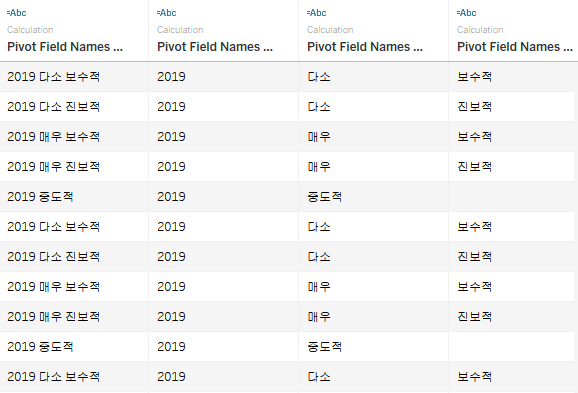 =Abc =Abc =Abc =Abc
Calculation Calculation Calculation Calculation
Pivot Field Names ... Pivot Field Names ... Pivot Field Names ... Pivot Field Names ...
2019 다소 보수적 2019 다소 보수적
2019 다소 진보적 2019 다소 진보적
2019 매우 보수적 2019 매우 보수적
2019 매우 진보적 2019 매우 진보적
2019 중도적 2019 중도적
2019 다소 보수적 2019 다소 보수적
2019 다소 진보적 2019 다소 진보적
2019 매우 보수적 2019 매우 보수적
2019 매우 진보적 2019 매우 진보적
2019 중도적 2019 중도적
2019 다소 보수적 2019 다소 보수적